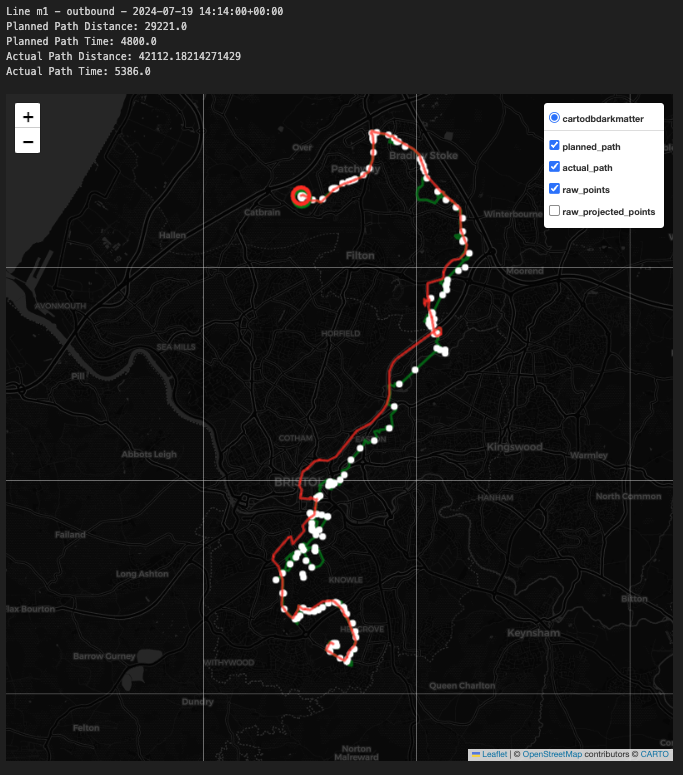 Line m1 - outbound - 2024-07-19 14:14:00+00:00
Planned Path Distance: 29221.0
Planned Path Time: 4800.0
Actual Path Distance: 42112.18214271429
Actual Path Time: 5386.0
+
−
cartodbdarkmatter
planned_path
actual_path
raw_points
raw_projected_points
Over
Patchway
Bradley Stoke
Catbrain
Winterbourne
Hallen
Filton
Moorend
AVONMOUTH
HORFIELD
SEA MILLS
Pill
COTHAM
Kingswood
Abbots Leigh
Warmley
BRISTOL
HANHAM
North Common
Failand
Long Ashton
KNOWLE
Bitton
lax Bourton
HENGROVE
Keynsham
Barrow Gurney
WITHYWOOD
Queen Charlton
Dundry
Felton
Norton
Malreward
Leaflet | © OpenStreetMap contributors © CARTO